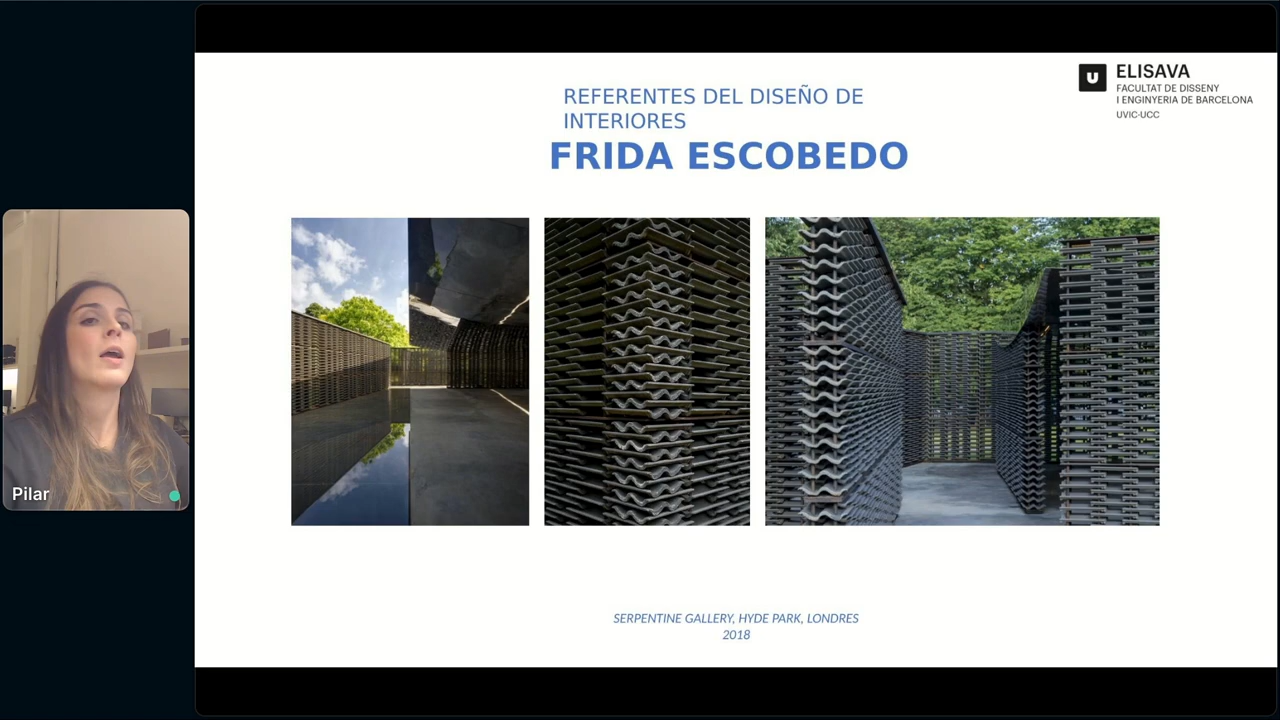 REFERENTES DEL DISEÑO DE
INTERIORES
FRIDA ESCOBEDO
U
ELISAVA
FACULTAT DE DISSENY
I ENGINYERIA DE BARCELONA
UVIC-UCC
Pilar
SERPENTINE GALLERY, HYDE PARK, LONDRES
2018